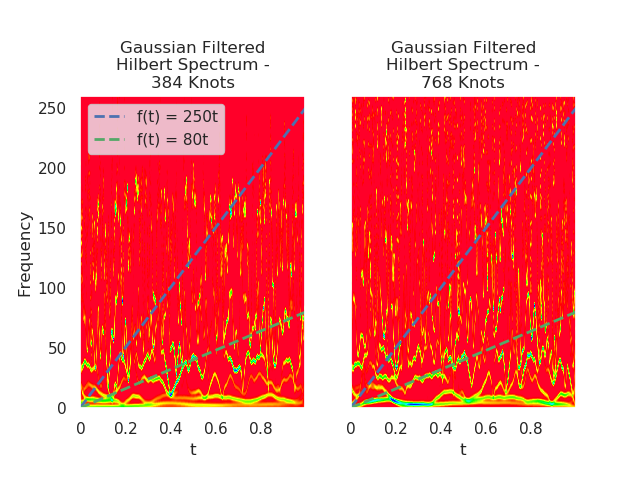 Gaussian Filtered
Hilbert Spectrum -
384 Knots
Gaussian Filtered
Hilbert Spectrum -
768 Knots
f(t) = 250t
f(t) = 80t
Frequency
250
200
150
100
50
0
0 0.2 0.4 0.6 0.8
t
0 0.2 0.4 0.6 0.8
t